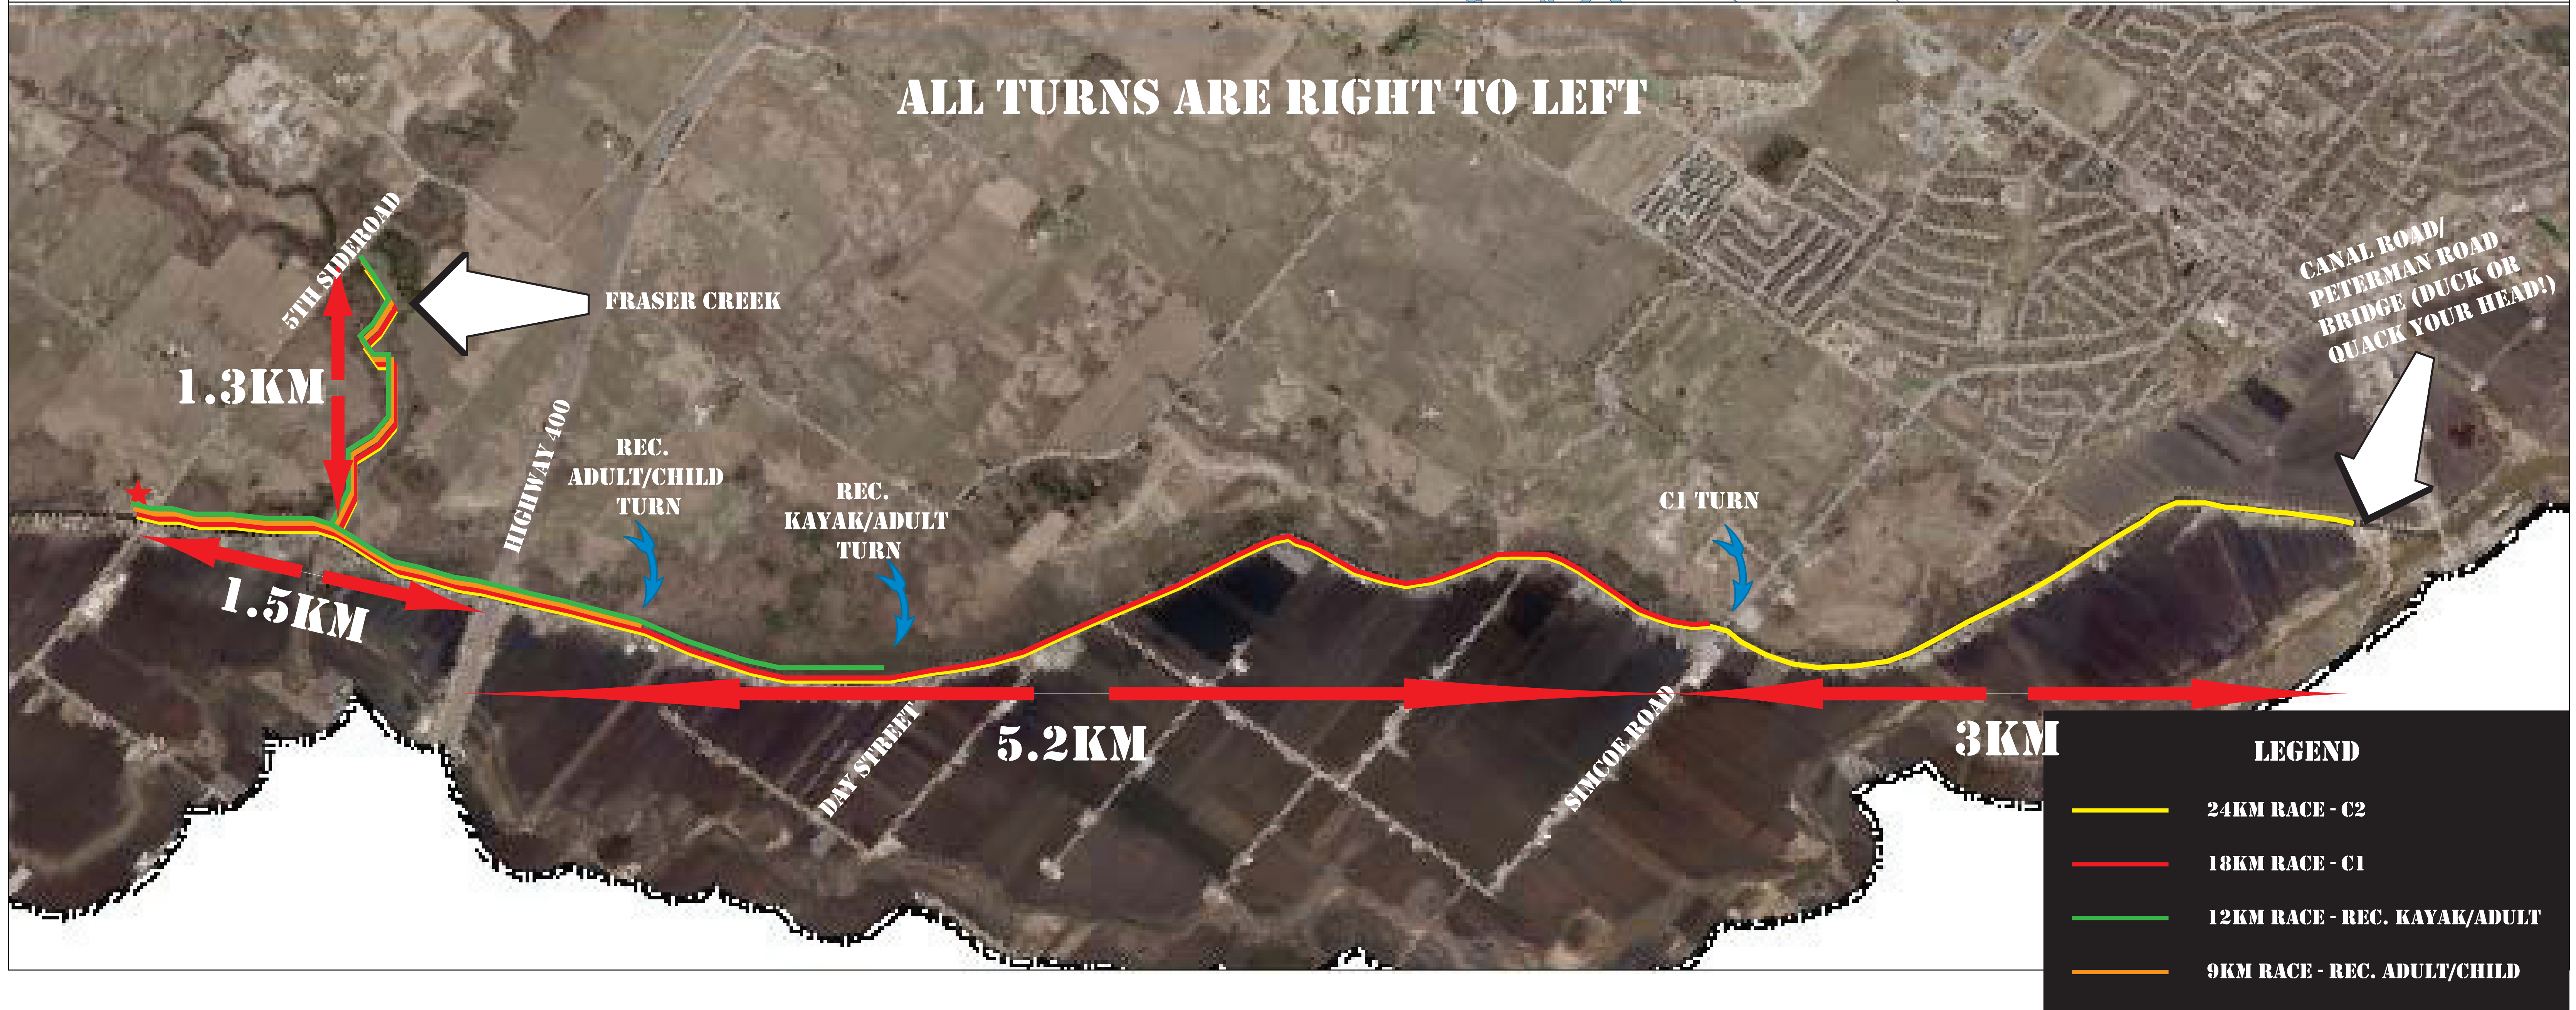 ALL TURNS ARE RIGHT TO LEFT
5TH SIDEROAD
FRASER CREEK
1.3KM
HIGHWAY 400
1.5KM
REC.
ADULT/CHILD
TURN
REC.
KAYAK/ADULT
TURN
DAY STREET
5.2KM
C1 TURN
SIMCOE ROAD
CANAL ROAD/
PETERMAN ROAD
BRIDGE (DUCK OR
QUACK YOUR HEAD!)
3KM
LEGEND
24KM RACE - C2
18KM RACE - C1
12KM RACE - REC. KAYAK/ADULT
9KM RACE - REC. ADULT/CHILD